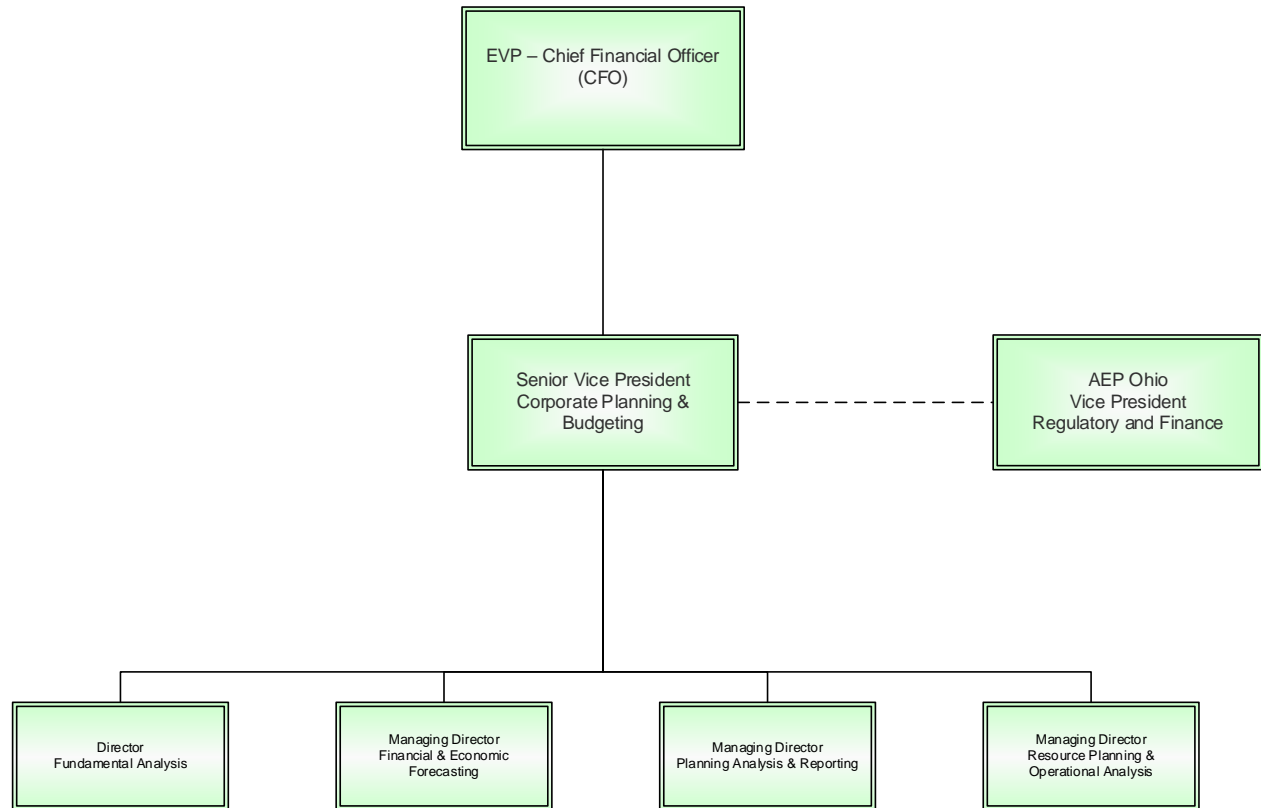 EVP – Chief Financial Officer
(CFO)
Senior Vice President
Corporate Planning &
Budgeting
AEP Ohio
Vice President
Regulatory and Finance
Director
Fundamental Analysis
Managing Director
Financial & Economic
Forecasting
Managing Director
Planning Analysis & Reporting
Managing Director
Resource Planning &
Operational Analysis